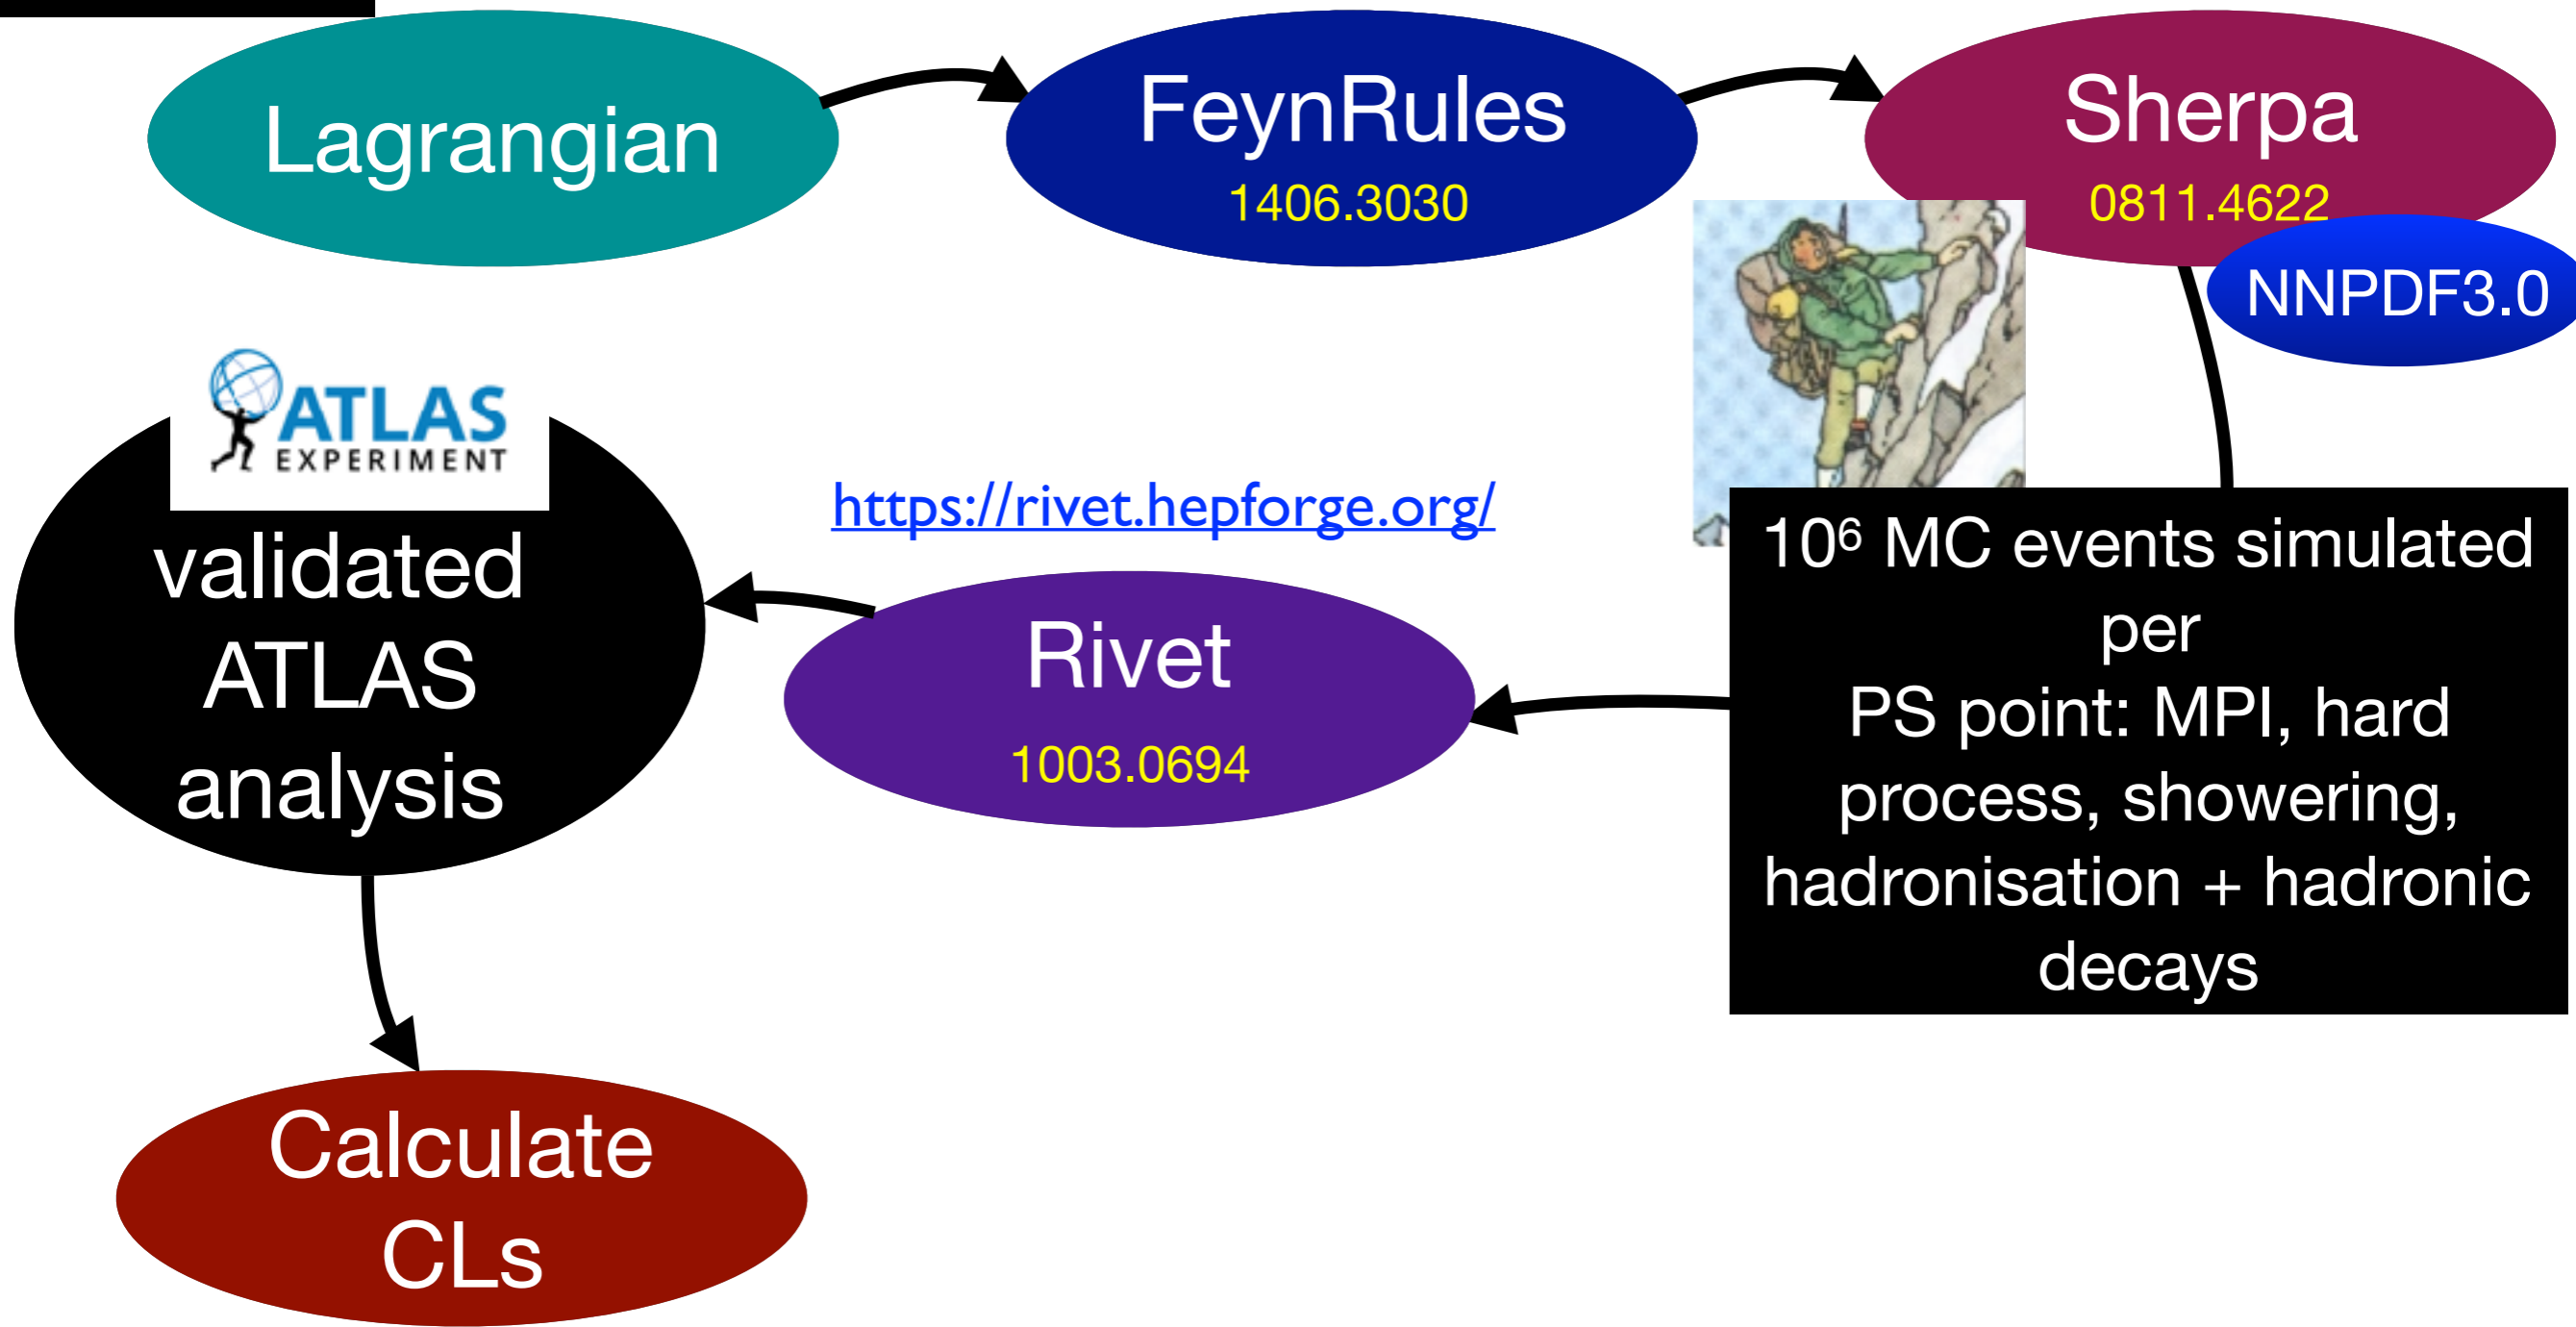 Lagrangian
FeynRules
1406.3030
Sherpa
0811.4622
NNPDF3.0
ATLAS
EXPERIMENT
validated
ATLAS
analysis
https://rivet.hepforge.org/
Rivet
1003.0694
10⁶ MC events simulated
per
PS point: MPI, hard
process, showering,
hadronisation + hadronic
decays
Calculate
CLs